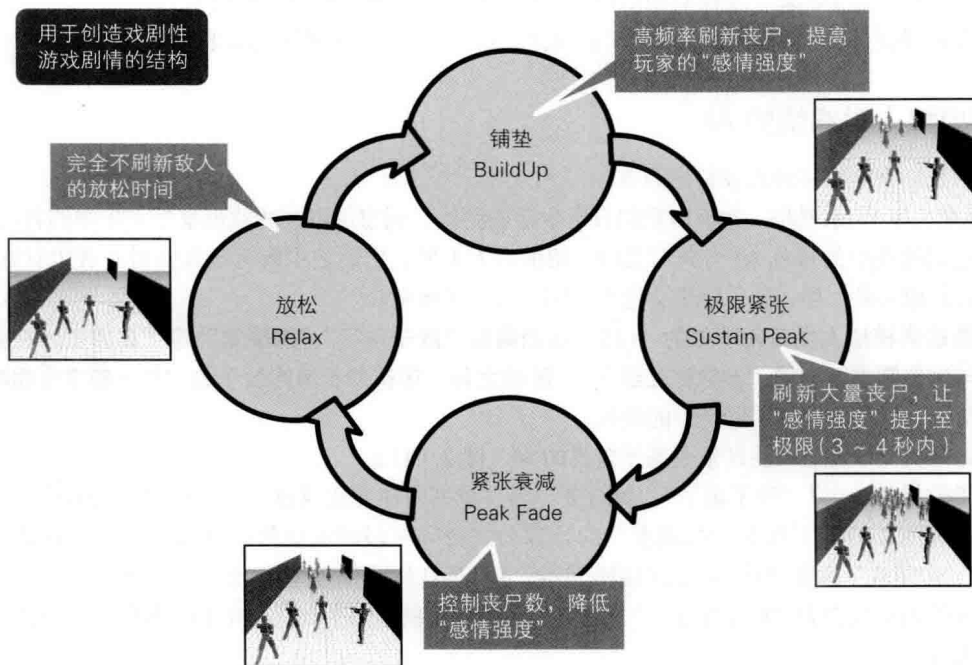 用于创造戏剧性
游戏剧情的结构
高频率刷新丧尸，提高
玩家的“感情强度”
铺垫
BuildUp
完全不刷新敌人
的放松时间
放松
Relax
极限紧张
Sustain Peak
刷新大量丧尸，让
“感情强度”提升至
极限（3 ~ 4 秒内）
紧张衰减
Peak Fade
控制丧尸数，降低
“感情强度”